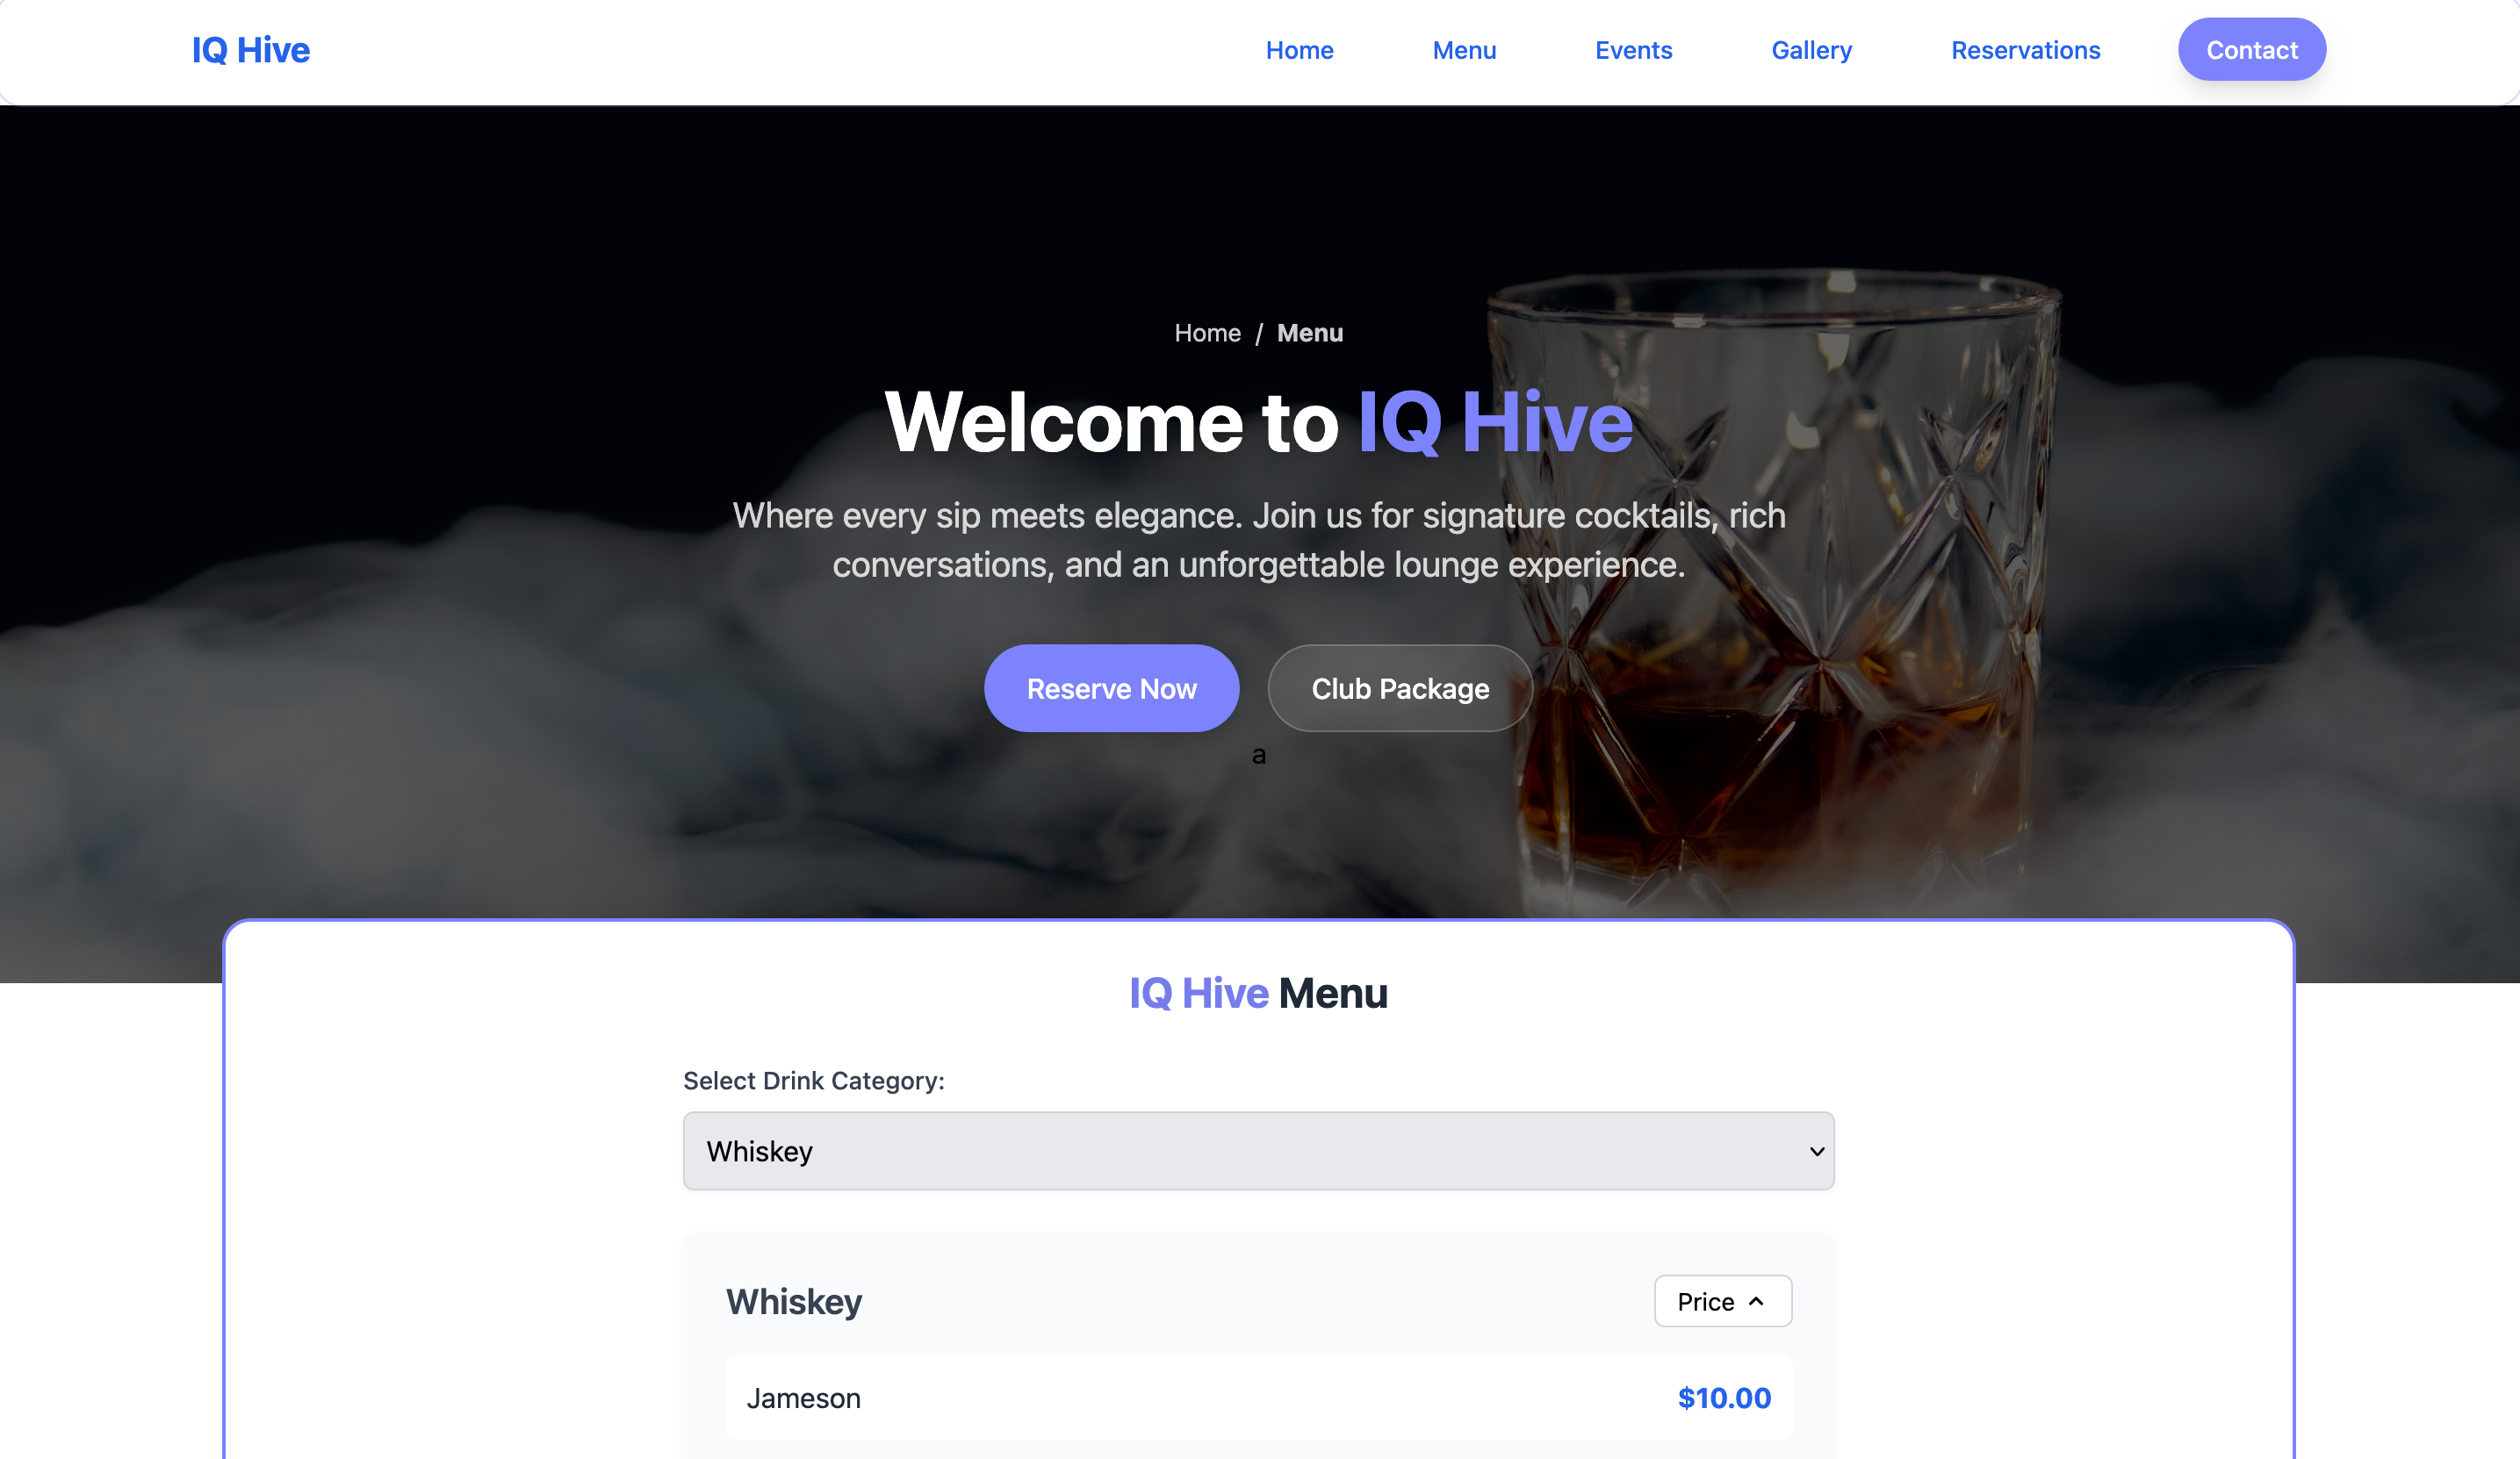 IQ Hive
Home Menu Events Gallery Reservations Contact
Home / Menu
Welcome to IQ Hive
Where every sip meets elegance. Join us for signature cocktails, rich
conversations, and an unforgettable lounge experience.
Reserve Now Club Package
a
IQ Hive Menu
Select Drink Category:
Whiskey
Whiskey Price
Jameson $10.00